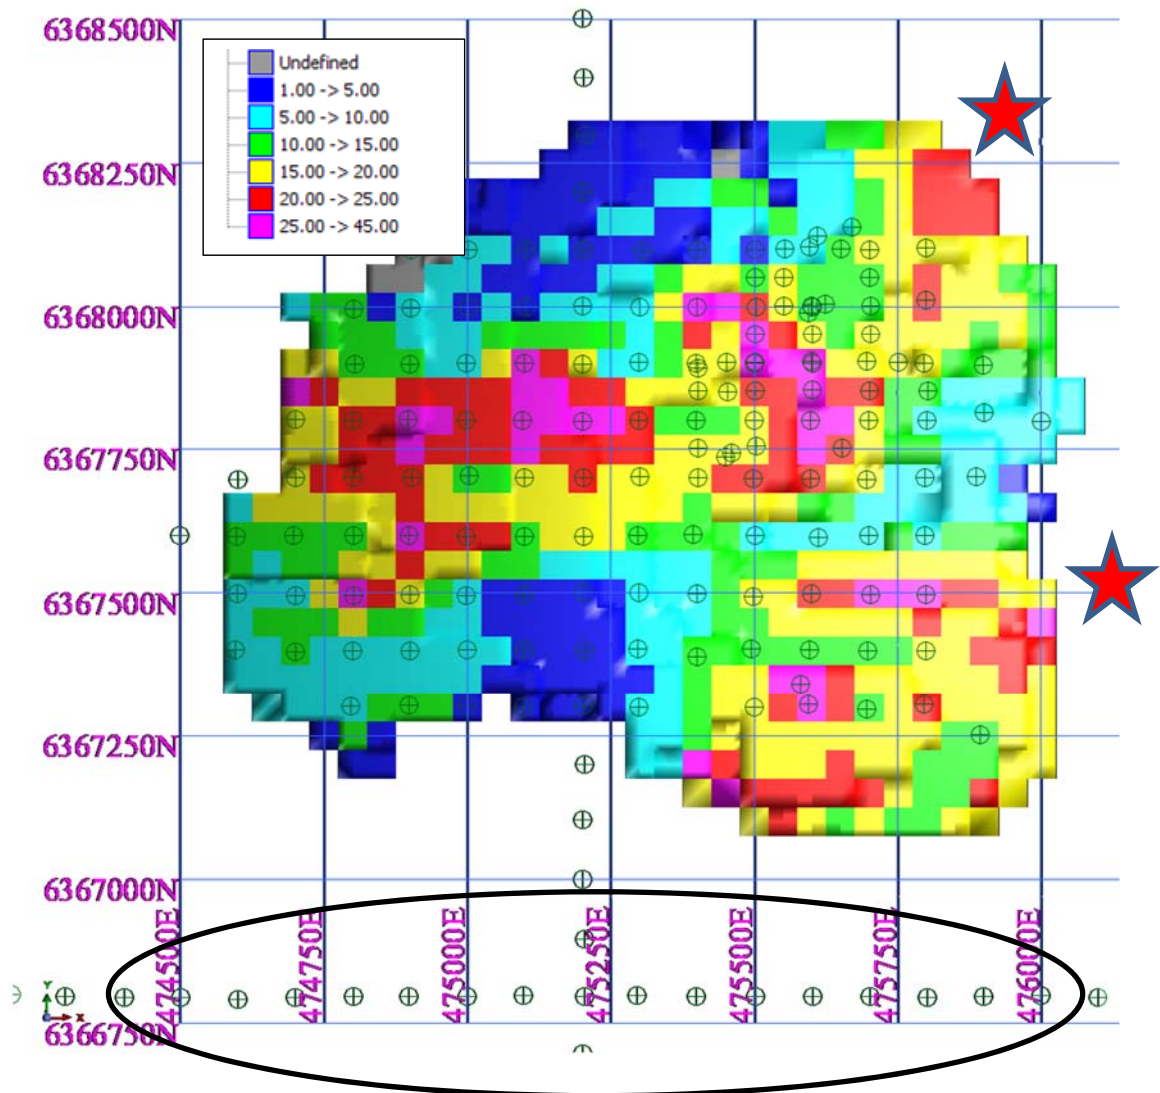 6368500N
Undefined
1.00 -> 5.00
5.00 -> 10.00
10.00 -> 15.00
15.00 -> 20.00
20.00 -> 25.00
25.00 -> 45.00
6368250N
6368000N
6367750N
6367500N
6367250N
6367000N
474500E
474750E
475000E
475250E
475500E
475750E
476000E
Y
X
6366750N